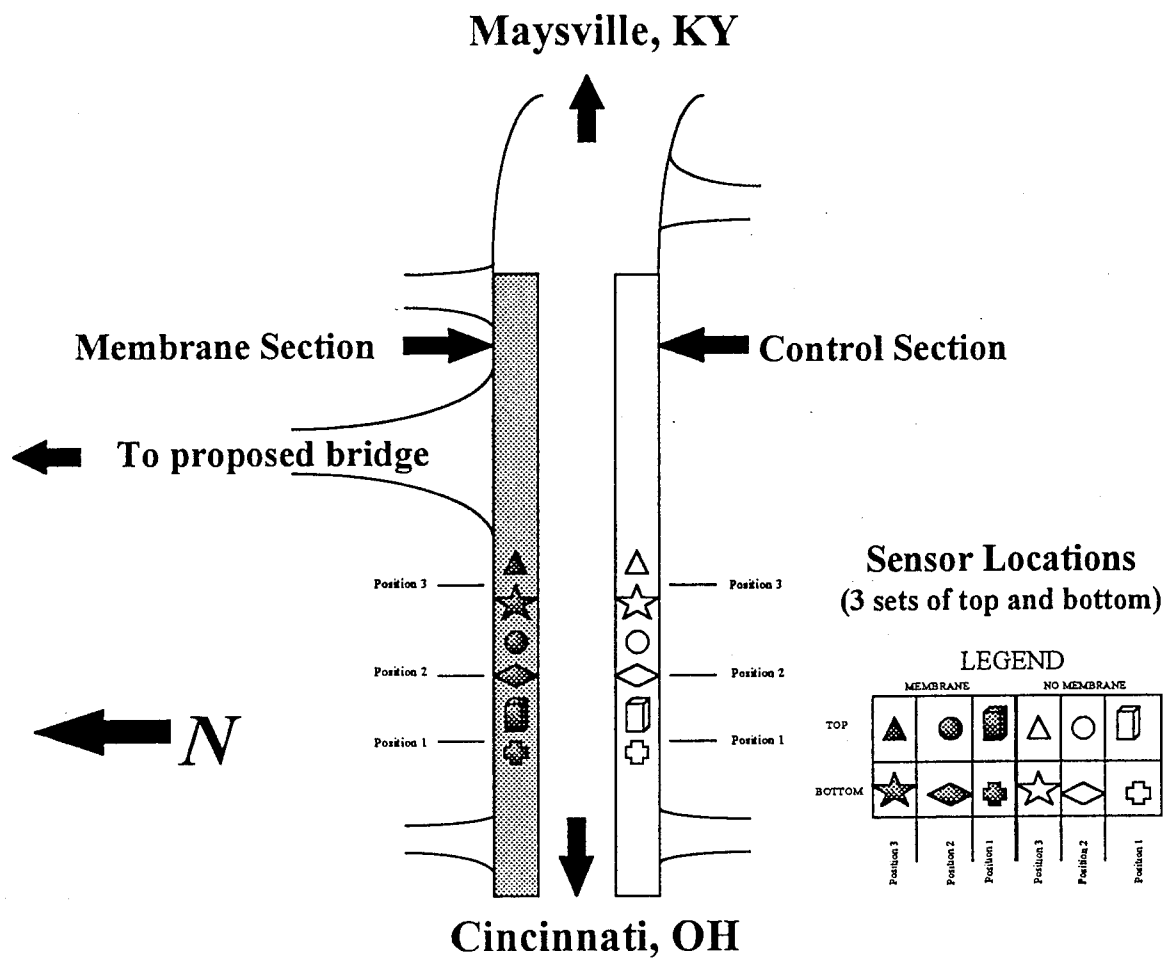 Maysville, KY
Membrane Section
Control Section
To proposed bridge
Position 3
Position 3
Position 2
Position 2
Position 1
Position 1
N
Cincinnati, OH
Sensor Locations
(3 sets of top and bottom)
LEGEND
MEMBRANE NO MEMBRANE
TOP
BOTTOM
Position 3 Position 2 Position 1 Position 3 Position 2 Position 1